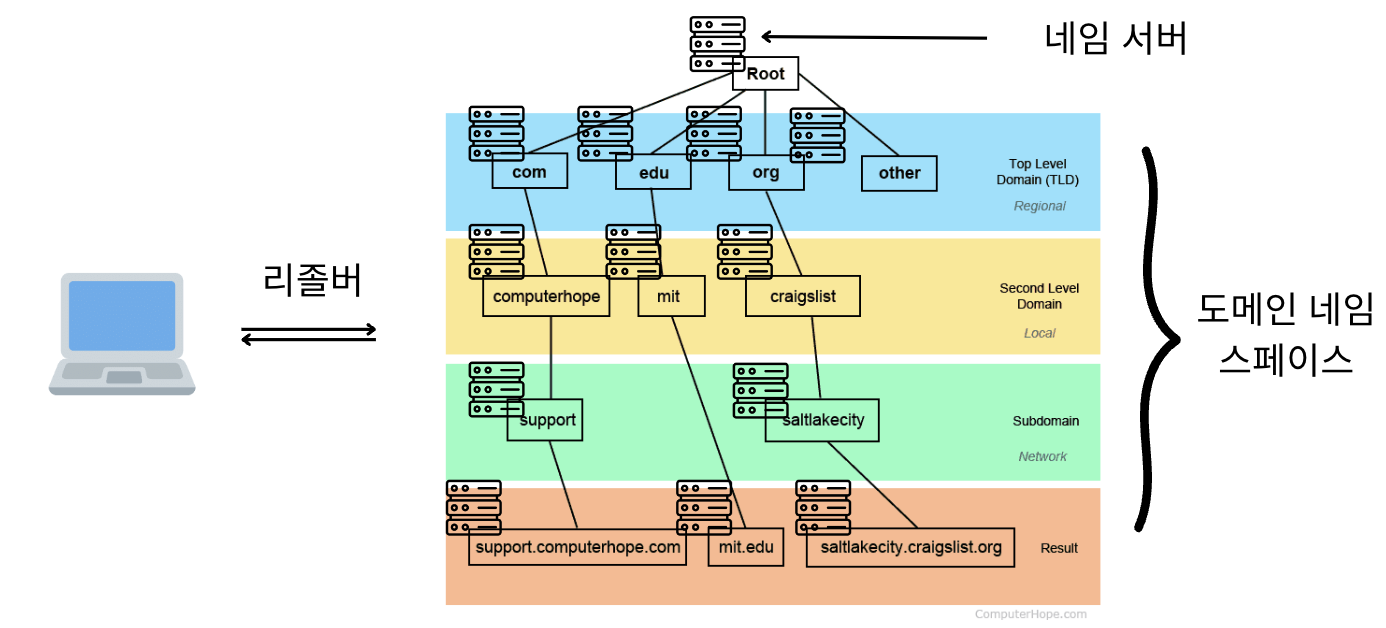 네임 서버
Root
com
edu
org
other
Top Level
Domain (TLD)
Regional
리졸버
computerhope
mit
craigslist
Second Level
Domain
Local
도메인 네임
스페이스
support
saltlakecity
Subdomain
Network
support.computerhope.com
mit.edu
saltlakecity.craigslist.org
Result
ComputerHope.com